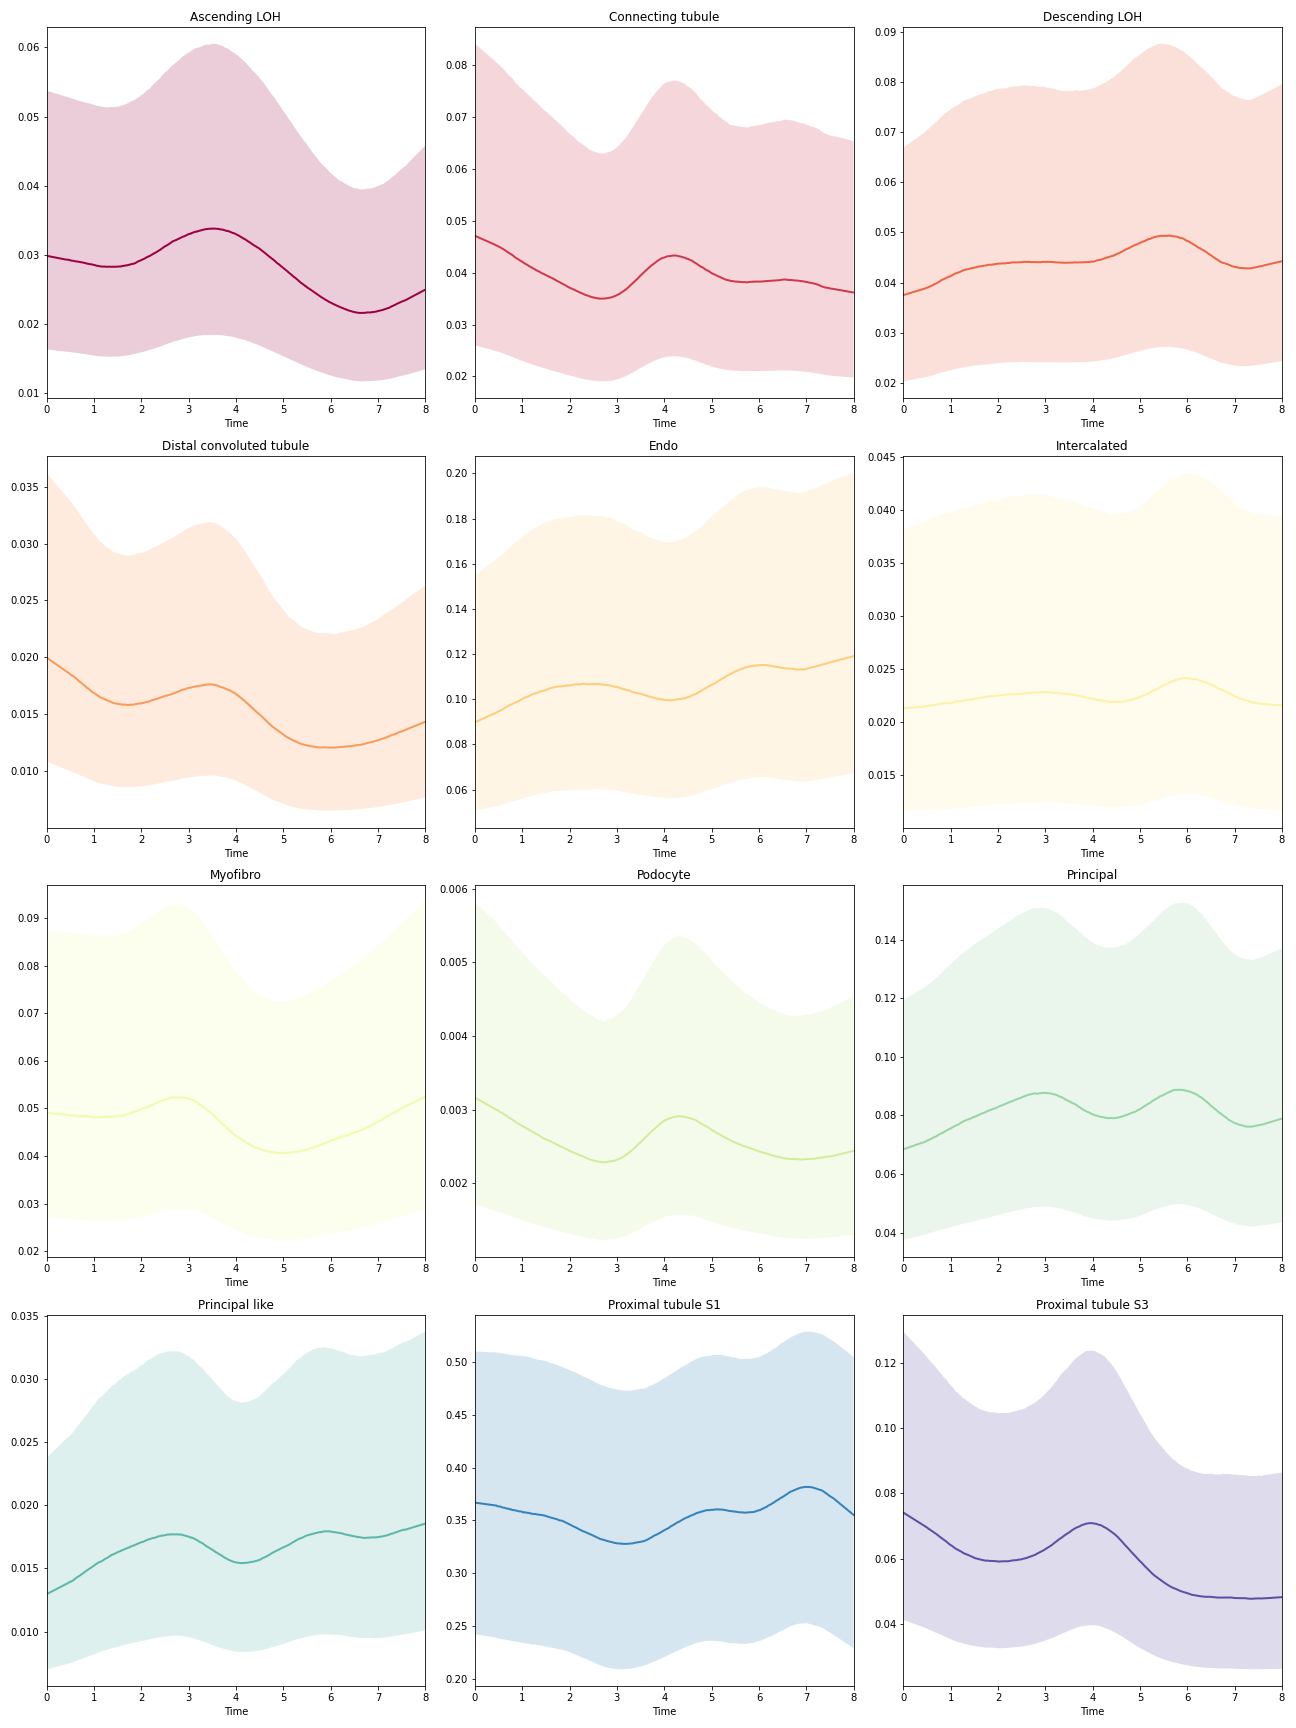 Ascending LOH
0.06
0.05
0.04
0.03
0.02
0.01
0 1 2 3 4 5 6 7 8
Time
Connecting tubule
0.08
0.07
0.06
0.05
0.04
0.03
0.02
0 1 2 3 4 5 6 7 8
Time
Descending LOH
0.09
0.08
0.07
0.06
0.05
0.04
0.03
0.02
0 1 2 3 4 5 6 7 8
Time
Distal convoluted tubule
0.035
0.030
0.025
0.020
0.015
0.010
0 1 2 3 4 5 6 7 8
Time
Endo
0.20
0.18
0.16
0.14
0.12
0.10
0.08
0.06
0 1 2 3 4 5 6 7 8
Time
Intercalated
0.045
0.040
0.035
0.030
0.025
0.020
0.015
0 1 2 3 4 5 6 7 8
Time
Myofibro
0.09
0.08
0.07
0.06
0.05
0.04
0.03
0.02
0 1 2 3 4 5 6 7 8
Time
Podocyte
0.006
0.005
0.004
0.003
0.002
0 1 2 3 4 5 6 7 8
Time
Principal
0.14
0.12
0.10
0.08
0.06
0.04
0 1 2 3 4 5 6 7 8
Time
Principal like
0.035
0.030
0.025
0.020
0.015
0.010
0 1 2 3 4 5 6 7 8
Time
Proximal tubule S1
0.50
0.45
0.40
0.35
0.30
0.25
0.20
0 1 2 3 4 5 6 7 8
Time
Proximal tubule S3
0.12
0.10
0.08
0.06
0.04
0 1 2 3 4 5 6 7 8
Time